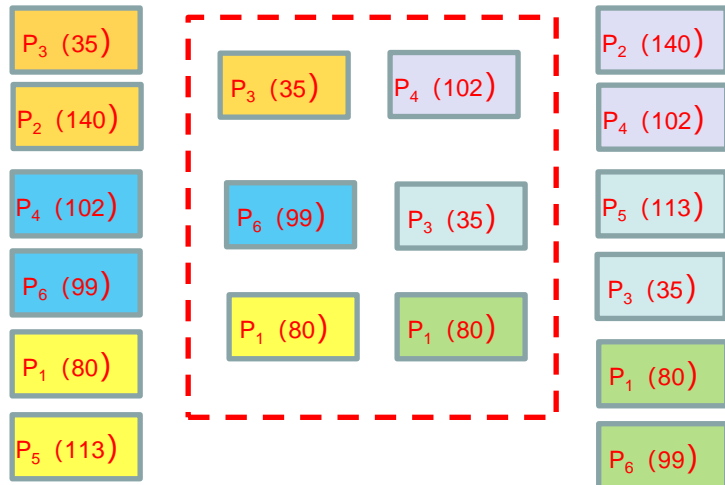 P₃ (35)
P₂ (140)
P₄ (102)
P₆ (99)
P₁ (80)
P₅ (113)
P₃ (35)
P₄ (102)
P₆ (99)
P₃ (35)
P₁ (80)
P₁ (80)
P₂ (140)
P₄ (102)
P₅ (113)
P₃ (35)
P₁ (80)
P₆ (99)